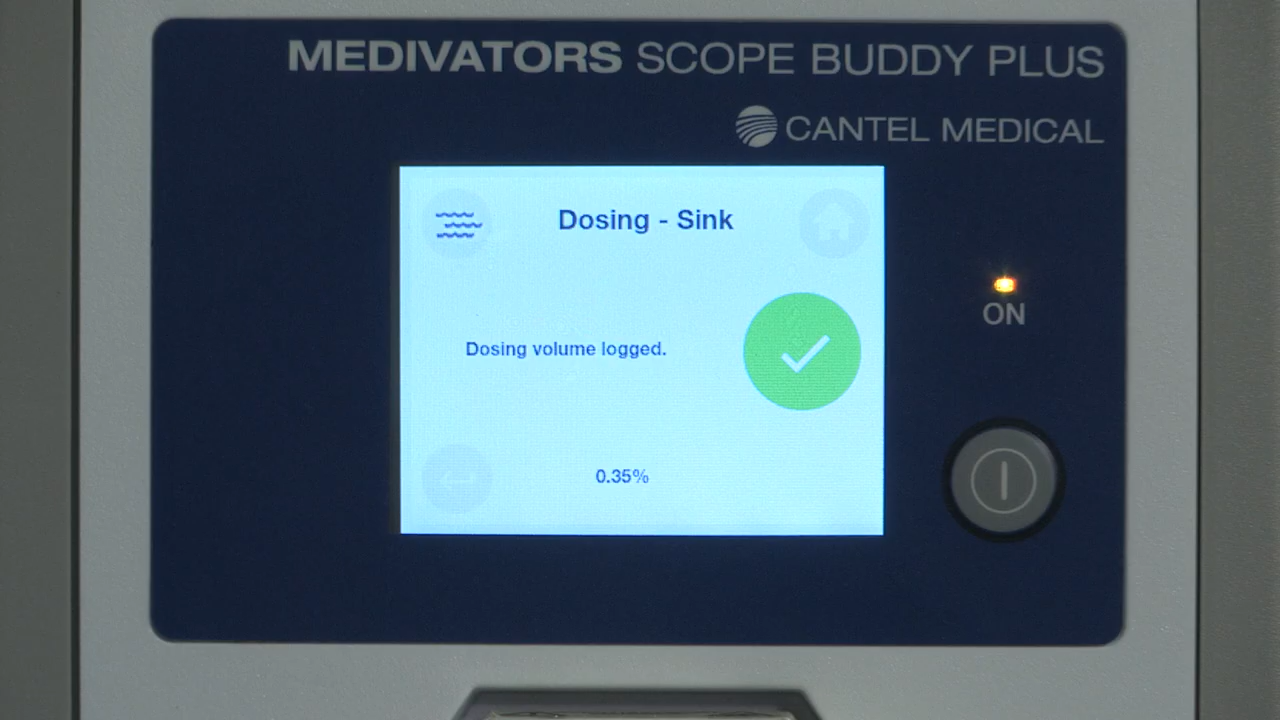 MEDIVATORS SCOPE BUDDY PLUS
CANTEL MEDICAL
Dosing - Sink
ON
Dosing volume logged.
0.35%